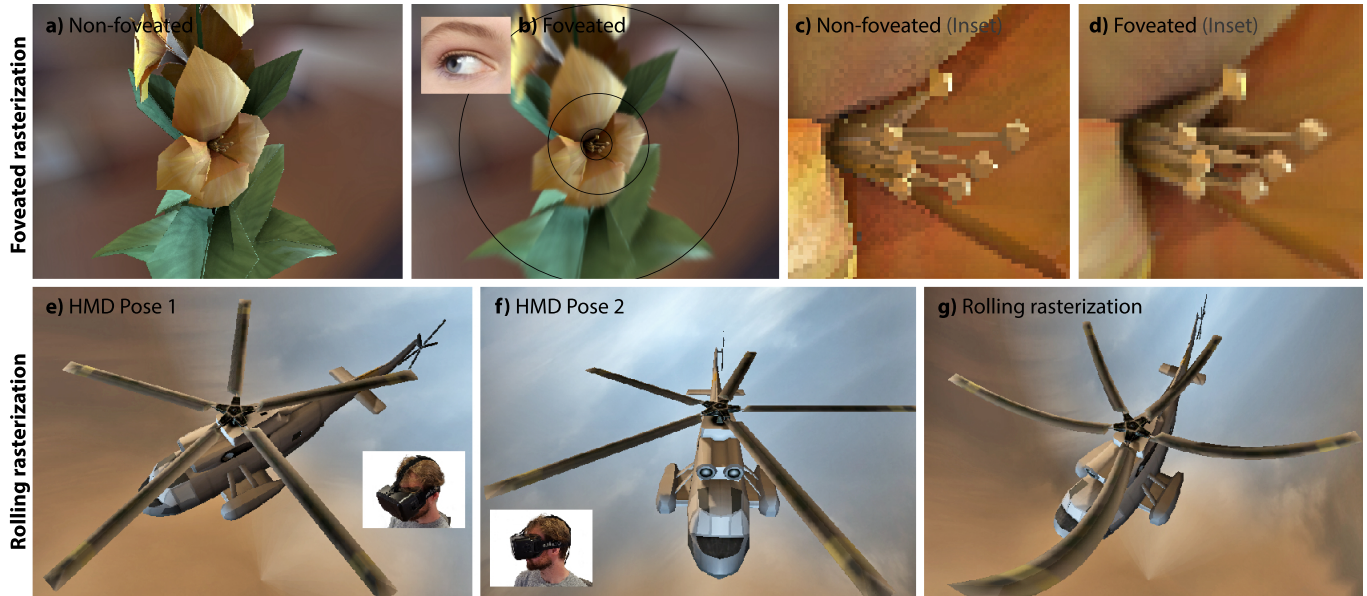 Foveated rasterization
a) Non-foveated
b) Foveated
c) Non-foveated (Inset)
d) Foveated (Inset)
Rolling rasterization
e) HMD Pose 1
f) HMD Pose 2
g) Rolling rasterization